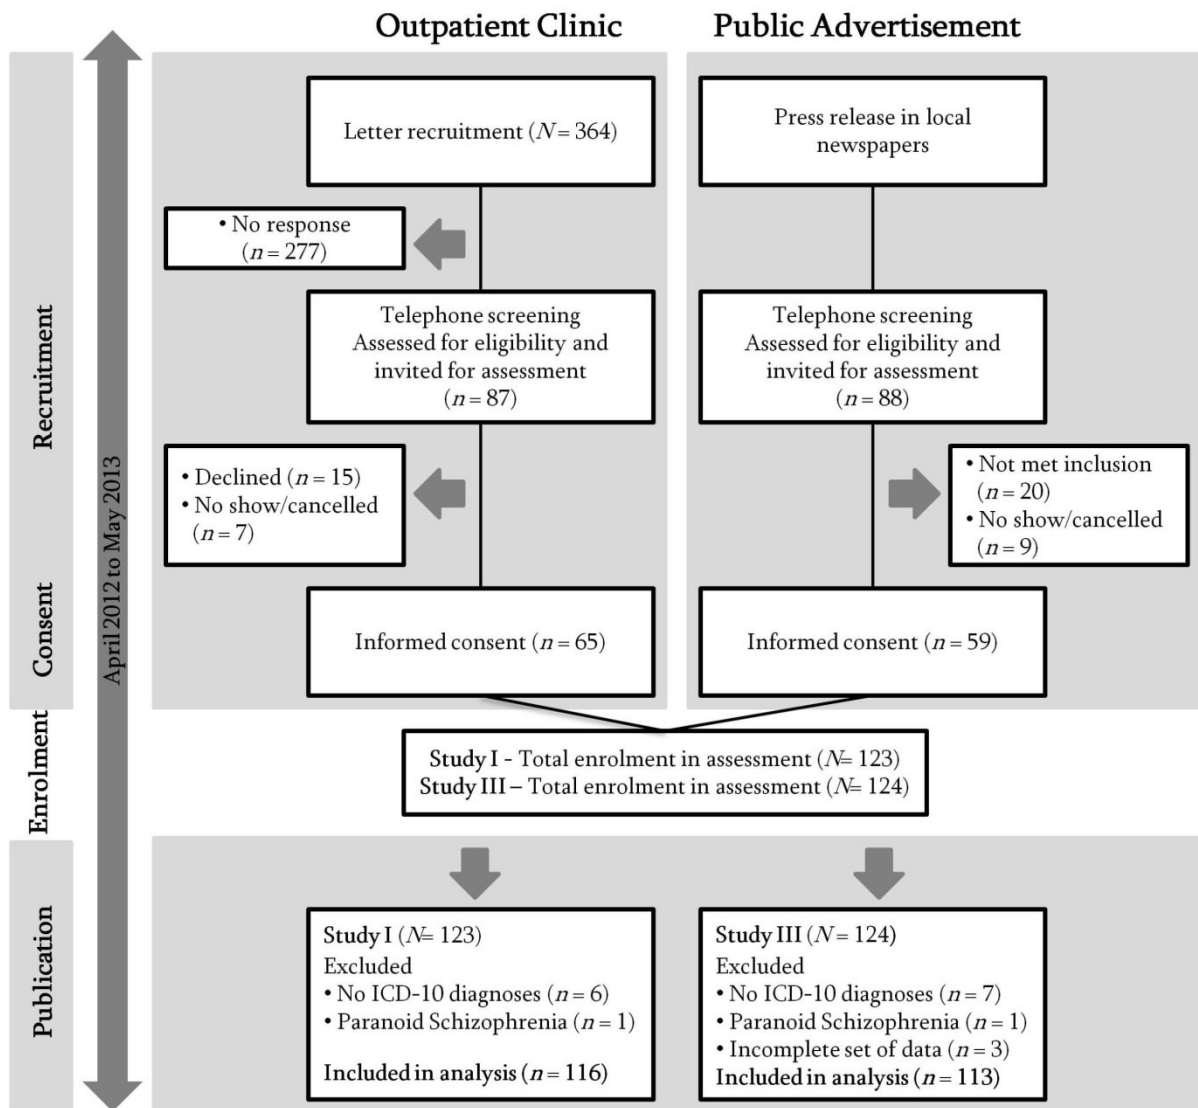 Outpatient Clinic
Public Advertisement
Letter recruitment (N = 364)
Press release in local
newspapers
• No response
(n = 277)
Telephone screening
Assessed for eligibility and
invited for assessment
(n = 87)
Telephone screening
Assessed for eligibility and
invited for assessment
(n = 88)
Recruitment
• Declined (n = 15)
• No show/cancelled
(n = 7)
• Not met inclusion
(n = 20)
• No show/cancelled
(n = 9)
April 2012 to May 2013
Consent
Informed consent (n = 65)
Informed consent (n = 59)
Enrolment
Study I - Total enrolment in assessment (N= 123)
Study III – Total enrolment in assessment (N= 124)
Publication
Study I (N= 123)
Excluded
• No ICD-10 diagnoses (n = 6)
• Paranoid Schizophrenia (n = 1)
Included in analysis (n = 116)
Study III (N = 124)
Excluded
• No ICD-10 diagnoses (n = 7)
• Paranoid Schizophrenia (n = 1)
• Incomplete set of data (n = 3)
Included in analysis (n = 113)